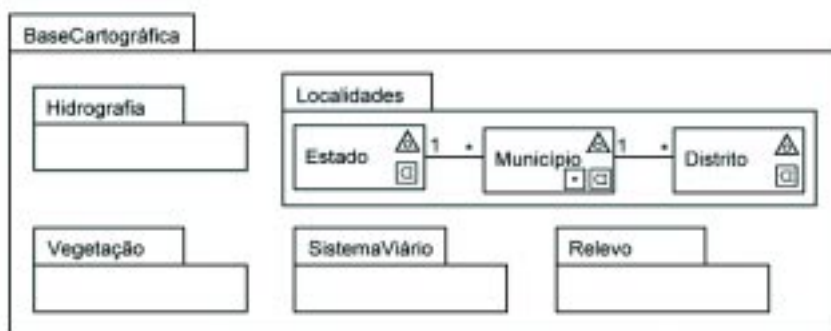 BaseCartográfica
Hidrografia
Localidades
Estado 1 * Município 1 * Distrito
Vegetação
SistemaViário
Relevo